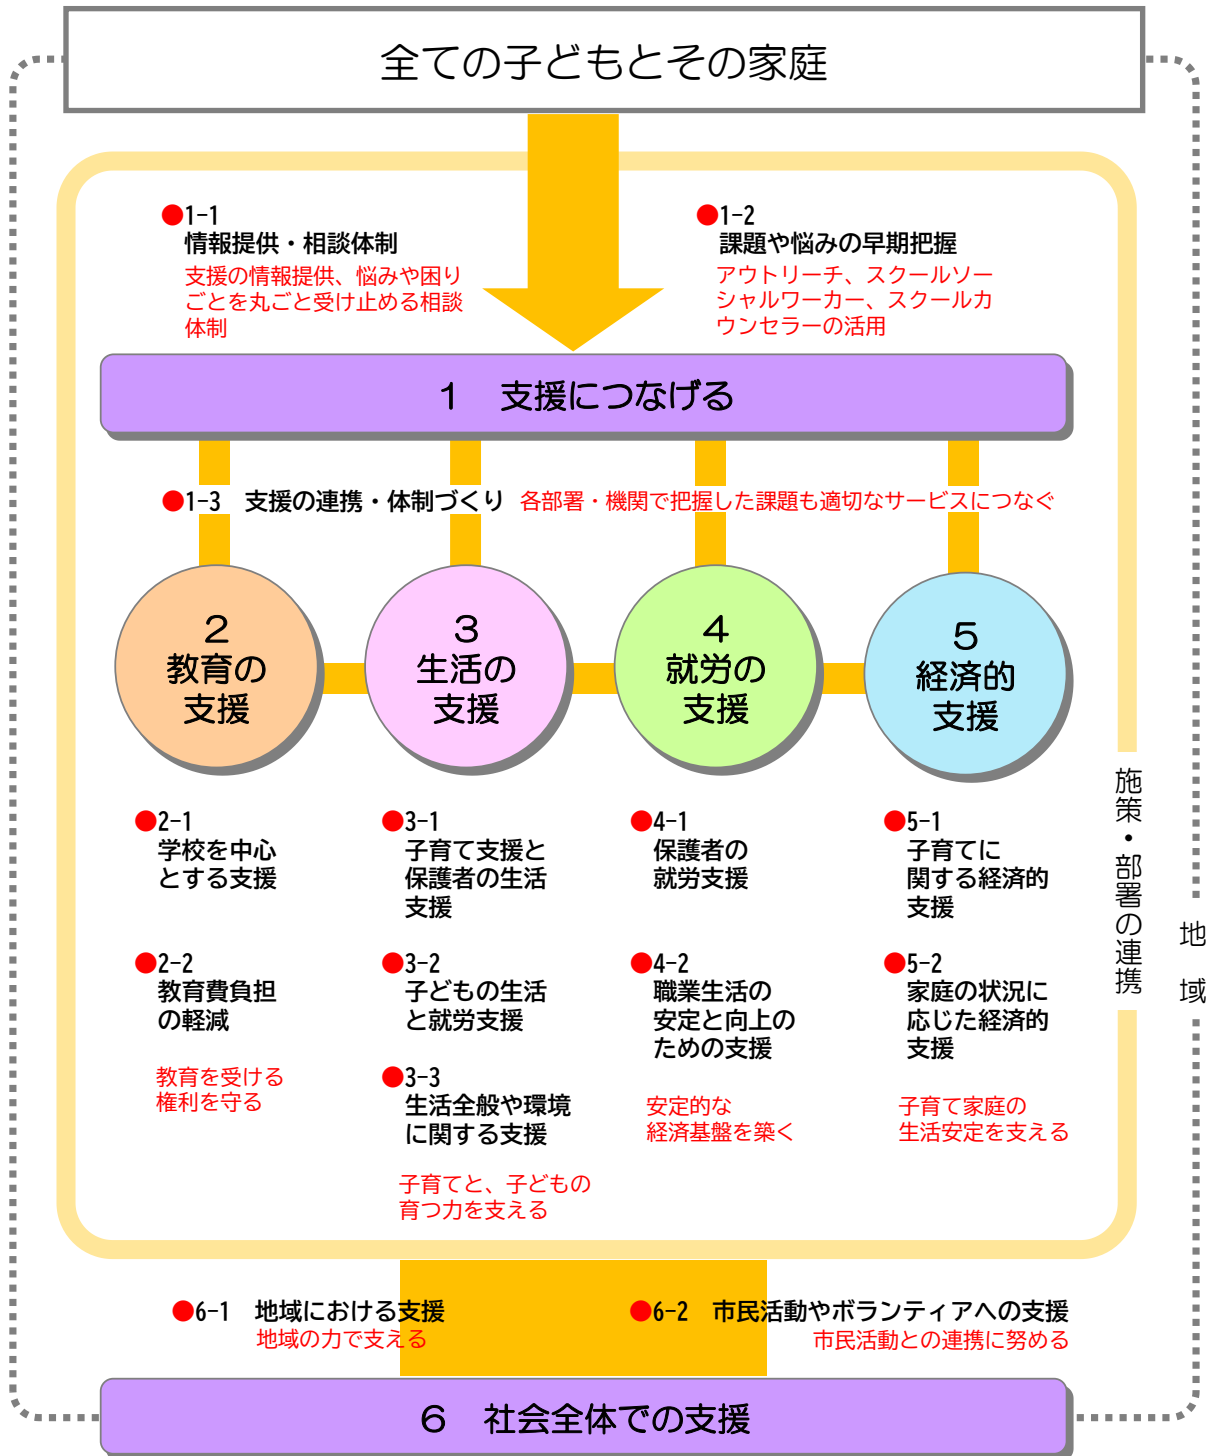 全ての子どもとその家庭
●1-1
情報提供・相談体制
支援の情報提供、悩みや困り
ごとを丸ごと受け止める相談
体制
●1-2
課題や悩みの早期把握
アウトリーチ、スクールソー
シャルワーカー、スクールカ
ウンセラーの活用
1　支援につなげる
●1-3　支援の連携・体制づくり　各部署・機関で把握した課題も適切なサービスにつなぐ
2
教育の
支援
3
生活の
支援
4
就労の
支援
5
経済的
支援
●2-1
学校を中心
とする支援
●2-2
教育費負担
の軽減
教育を受ける
権利を守る
●3-1
子育て支援と
保護者の生活
支援
●3-2
子どもの生活
と就労支援
●3-3
生活全般や環境
に関する支援
子育てと、子どもの
育つ力を支える
●4-1
保護者の
就労支援
●4-2
職業生活の
安定と向上の
ための支援
安定的な
経済基盤を築く
●5-1
子育てに
関する経済的
支援
●5-2
家庭の状況に
応じた経済的
支援
子育て家庭の
生活安定を支える
施策・部署の連携
地　域
●6-1　地域における支援
地域の力で支える
●6-2　市民活動やボランティアへの支援
市民活動との連携に努める
6　社会全体での支援